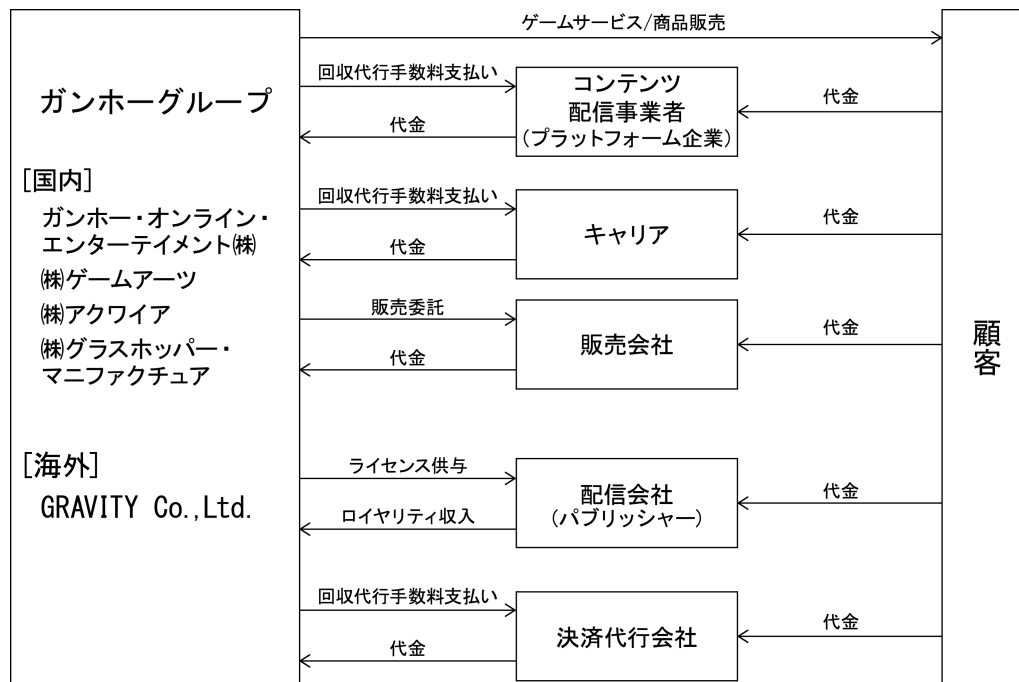 ゲームサービス/商品販売
ガンホーグループ
[国内]
ガンホー・オンライン・
エンターテイメント㈱
㈱ゲームアーツ
㈱アクワイア
㈱グラスホッパー・
マニファクチュア
[海外]
GRAVITY Co.,Ltd.
回収代行手数料支払い
代金
コンテンツ
配信事業者
(プラットフォーム企業)
代金
回収代行手数料支払い
代金
キャリア
代金
販売委託
代金
販売会社
代金
ライセンス供与
ロイヤリティ収入
配信会社
(パブリッシャー)
代金
回収代行手数料支払い
代金
決済代行会社
代金
顧客